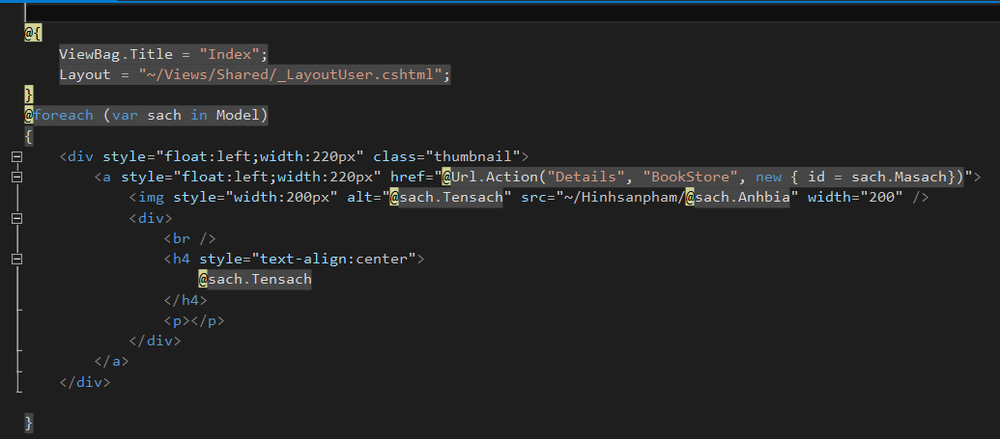 @{
    ViewBag.Title = "Index";
    Layout = "~/Views/Shared/_LayoutUser.cshtml";
}
@foreach (var sach in Model)
{
    <div style="float:left;width:220px" class="thumbnail">
        <a style="float:left;width:220px" href="@Url.Action("Details", "BookStore", new { id = sach.Masach})">
            <img style="width:200px" alt="@sach.Tensach" src="~/Hinhsanpham/@sach.Anhbia" width="200" />
            <div>
                <br />
                <h4 style="text-align:center">
                    @sach.Tensach
                </h4>
                <p></p>
            </div>
        </a>
    </div>
}